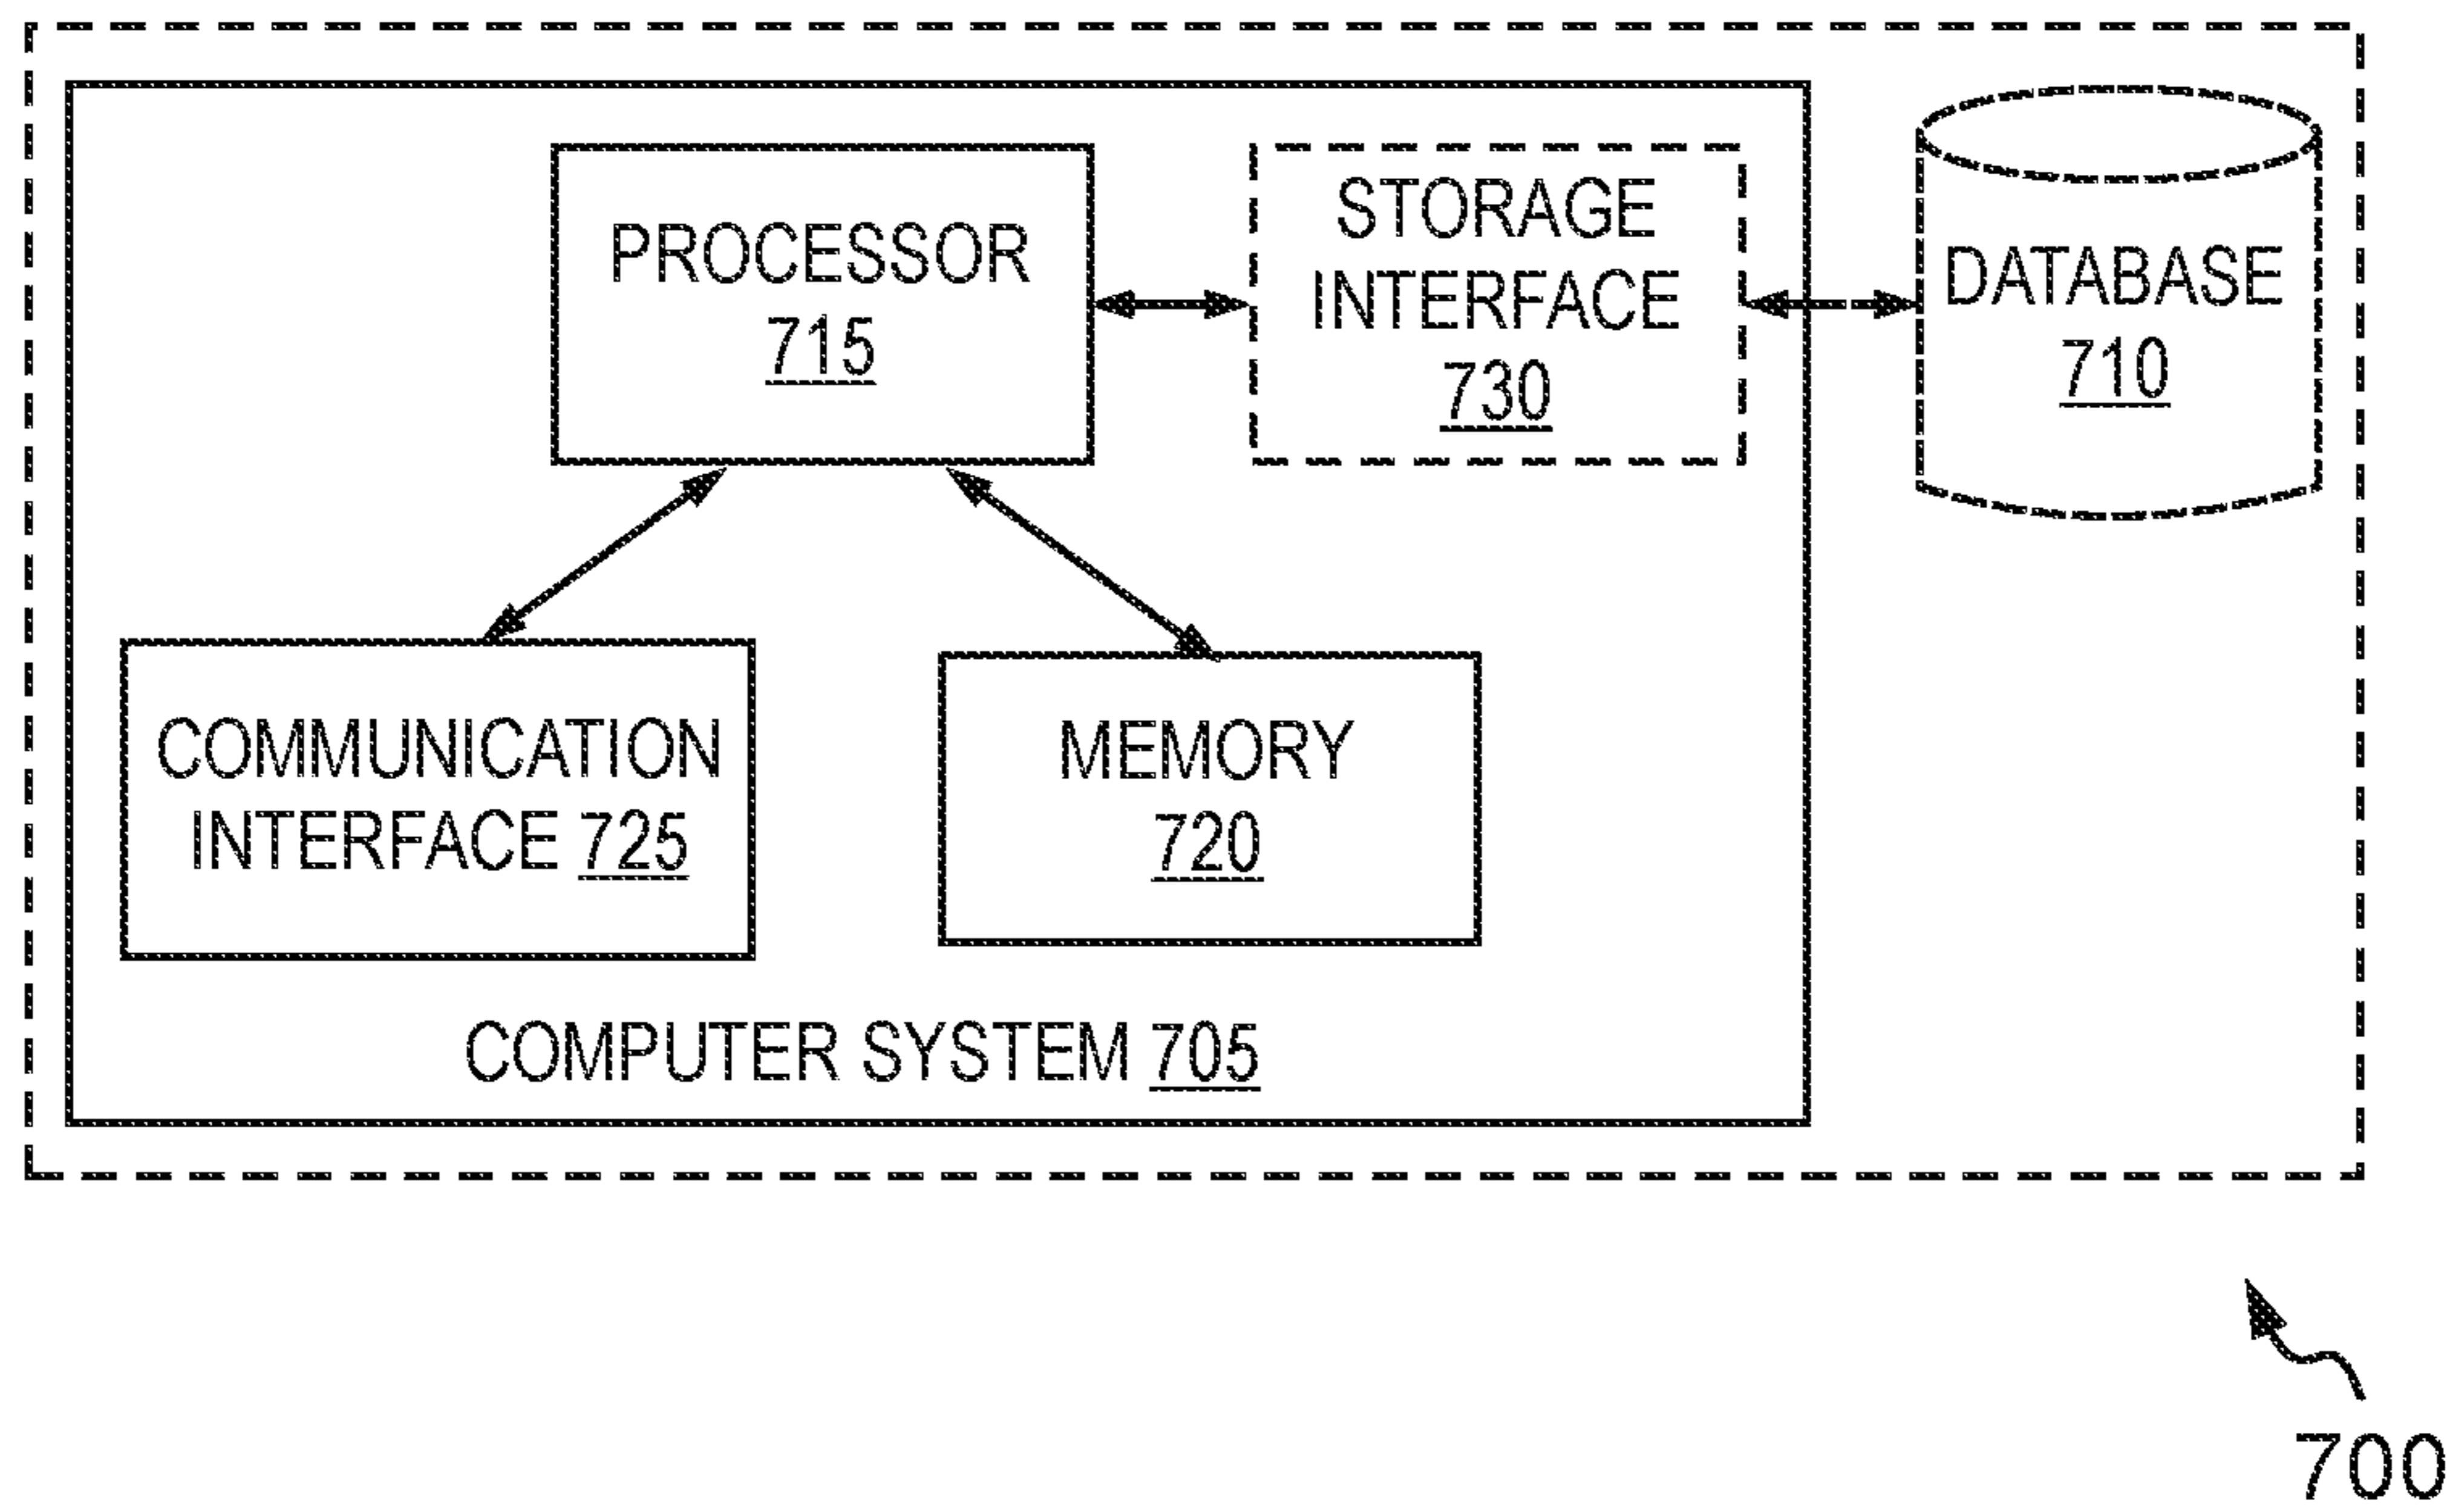 PROCESSOR
715
STORAGE
INTERFACE
730
DATABASE
710
COMMUNICATION
INTERFACE 725
MEMORY
720
COMPUTER SYSTEM 705
700